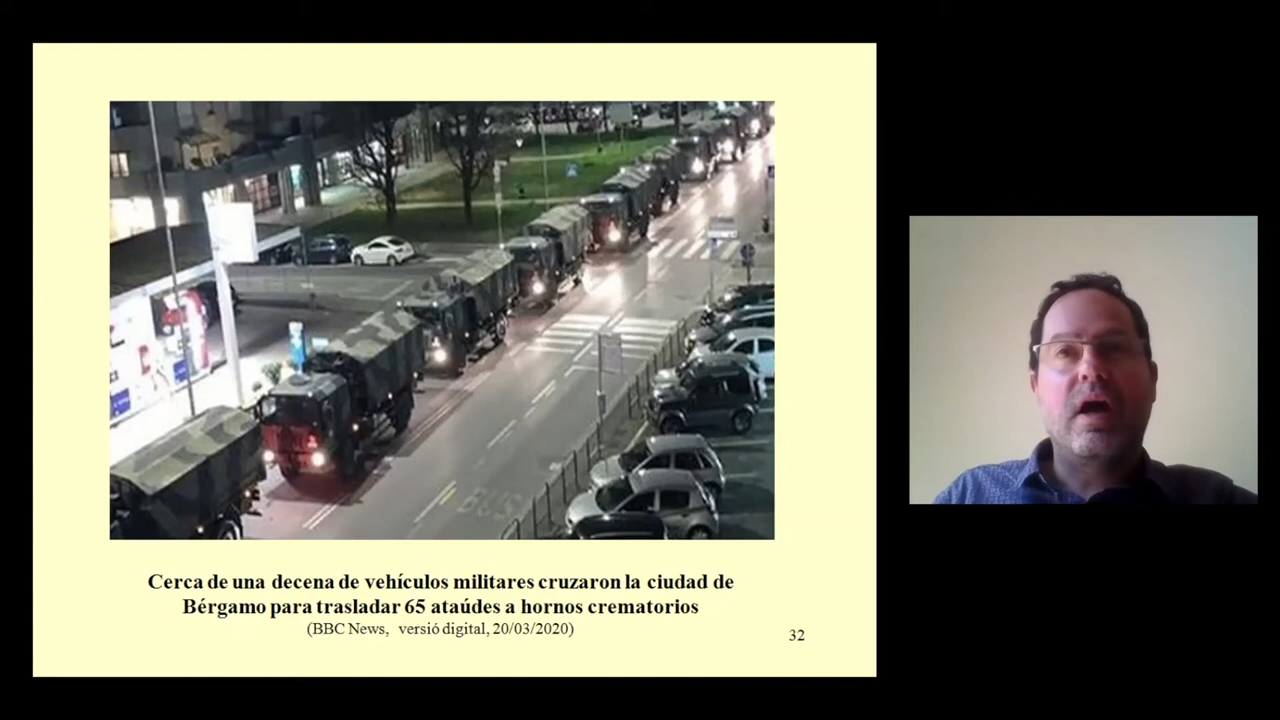 BUS
Cerca de una decena de vehículos militares cruzaron la ciudad de
Bérgamo para trasladar 65 ataúdes a hornos crematorios
(BBC News, versió digital, 20/03/2020)
32